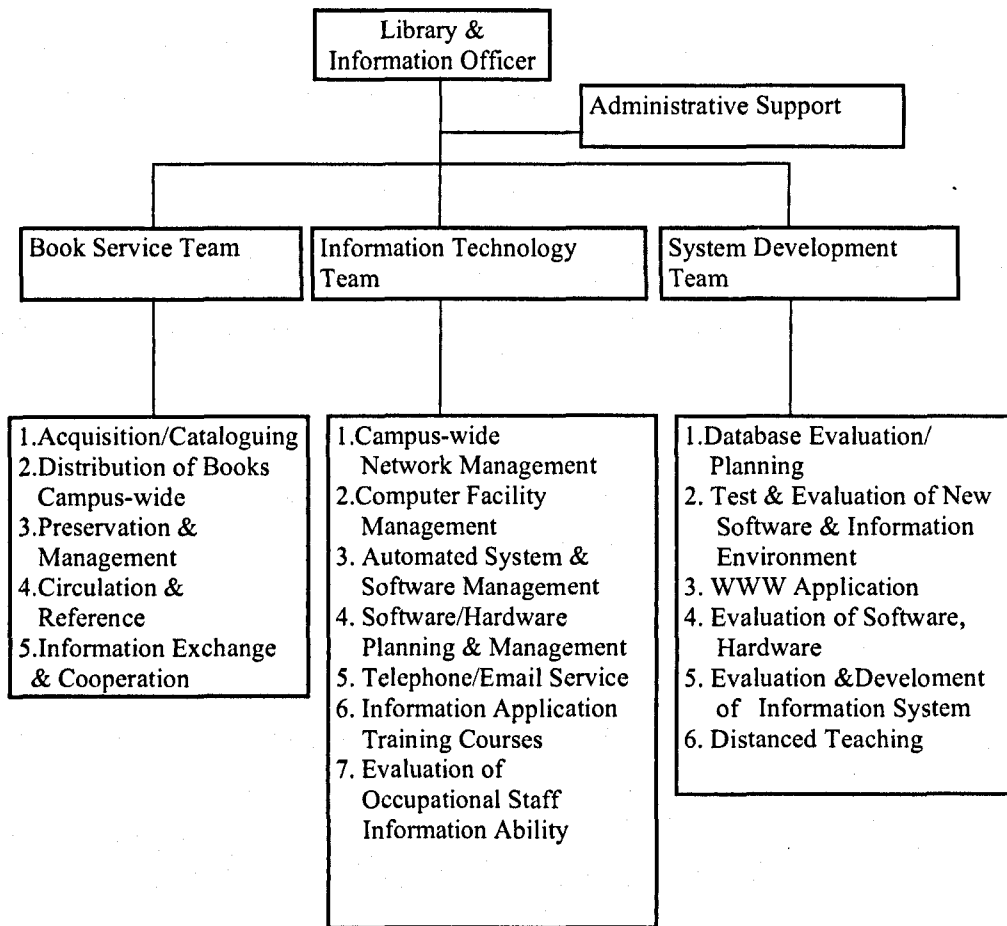 Library &
Information Officer
Administrative Support
Book Service Team
Information Technology
Team
System Development
Team
1.Acquisition/Cataloguing
2.Distribution of Books
Campus-wide
3.Preservation &
Management
4.Circulation &
Reference
5.Information Exchange
& Cooperation
1.Campus-wide
Network Management
2.Computer Facility
Management
3. Automated System &
Software Management
4. Software/Hardware
Planning & Management
5. Telephone/Email Service
6. Information Application
Training Courses
7. Evaluation of
Occupational Staff
Information Ability
1.Database Evaluation/
Planning
2. Test & Evaluation of New
Software & Information
Environment
3. WWW Application
4. Evaluation of Software,
Hardware
5. Evaluation &Develoment
of Information System
6. Distanced Teaching